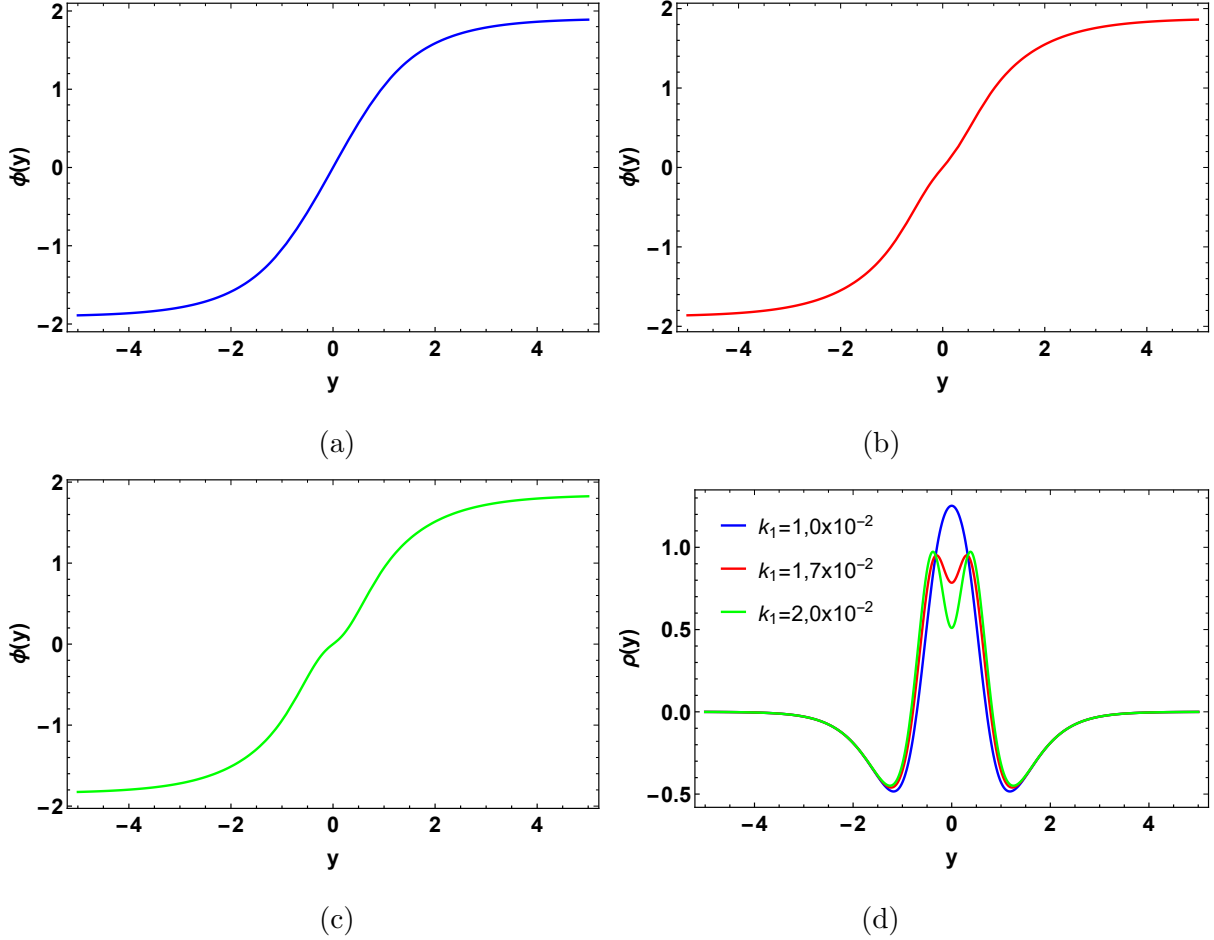 2
1
0
−1
−2
ϕ(y)
−4 −2 0 2 4
y
(a)
2
1
0
−1
−2
ϕ(y)
−4 −2 0 2 4
y
(b)
2
1
0
−1
−2
ϕ(y)
−4 −2 0 2 4
y
(c)
k₁=1,0x10⁻²
k₁=1,7x10⁻²
k₁=2,0x10⁻²
1.0
0.5
0.0
−0.5
ρ(y)
−4 −2 0 2 4
y
(d)